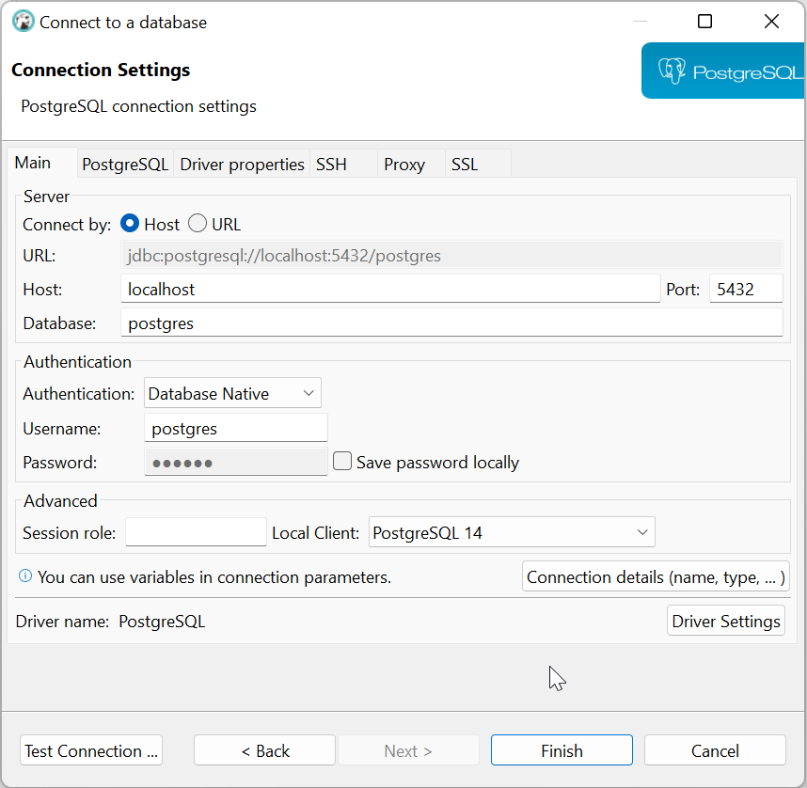 Connect to a database
Connection Settings
PostgreSQL connection settings
PostgreSQL
Main PostgreSQL Driver properties SSH Proxy SSL
Server
Connect by: Host URL
URL: jdbc:postgresql://localhost:5432/postgres
Host: localhost Port: 5432
Database: postgres
Authentication
Authentication: Database Native
Username: postgres
Password: ●●●●●● Save password locally
Advanced
Session role: Local Client: PostgreSQL 14
You can use variables in connection parameters. Connection details (name, type, ... )
Driver name: PostgreSQL Driver Settings
Test Connection ... < Back Next > Finish Cancel